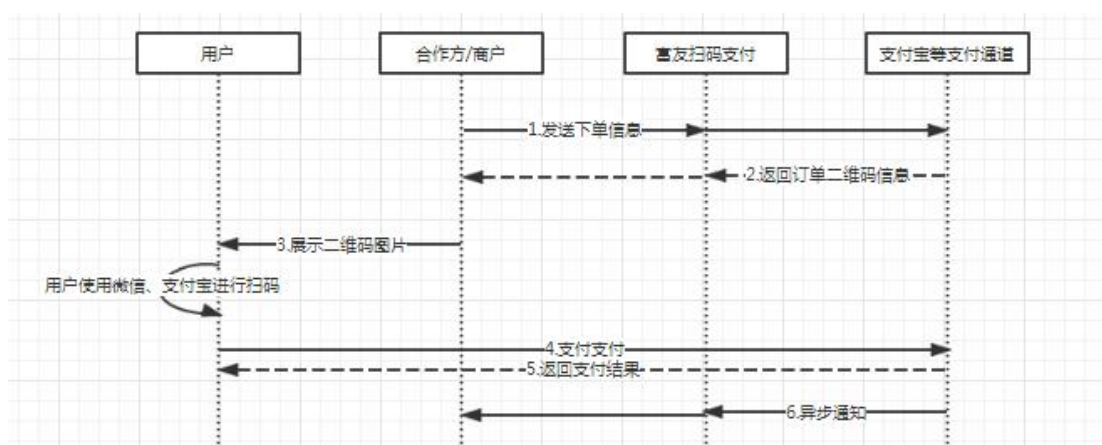 用户
合作方/商户
富友扫码支付
支付宝等支付通道
1.发送下单信息
2.返回订单二维码信息
3.展示二维码图片
用户使用微信、支付宝进行扫码
4.支付支付
5.返回支付结果
6.异步通知